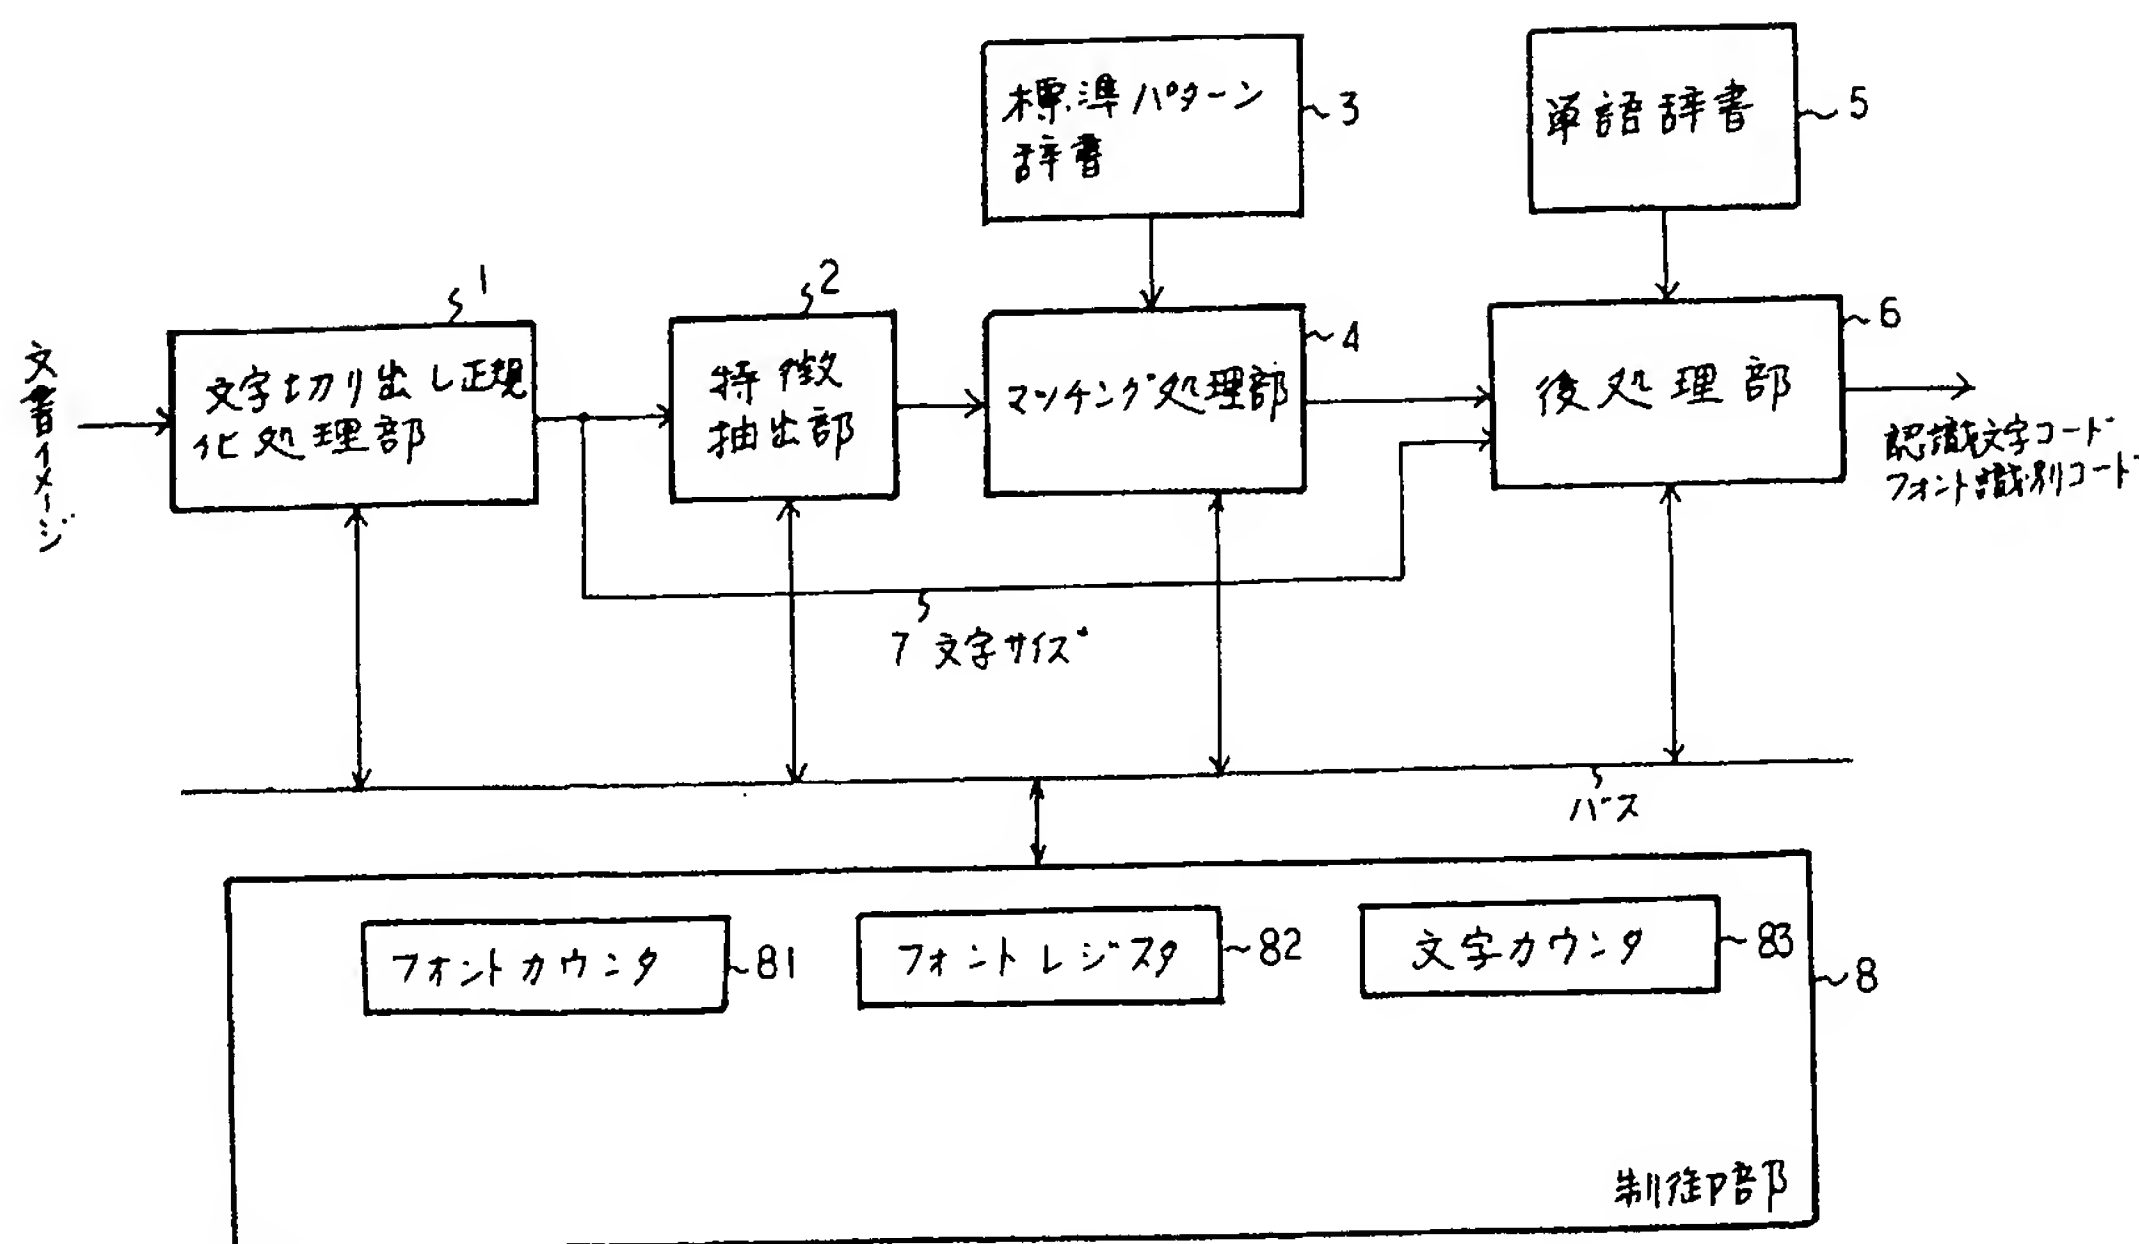 標準パターン
辞書
3
単語辞書
5
文書イメージ
1
文字切り出し正規
化処理部
2
特徴
抽出部
マッチング処理部
4
後処理部
6
認識文字コード
フォント識別コード
7 文字サイズ
バス
フォントカウンタ
81
フォントレジスタ
82
文字カウンタ
83
8
制御部